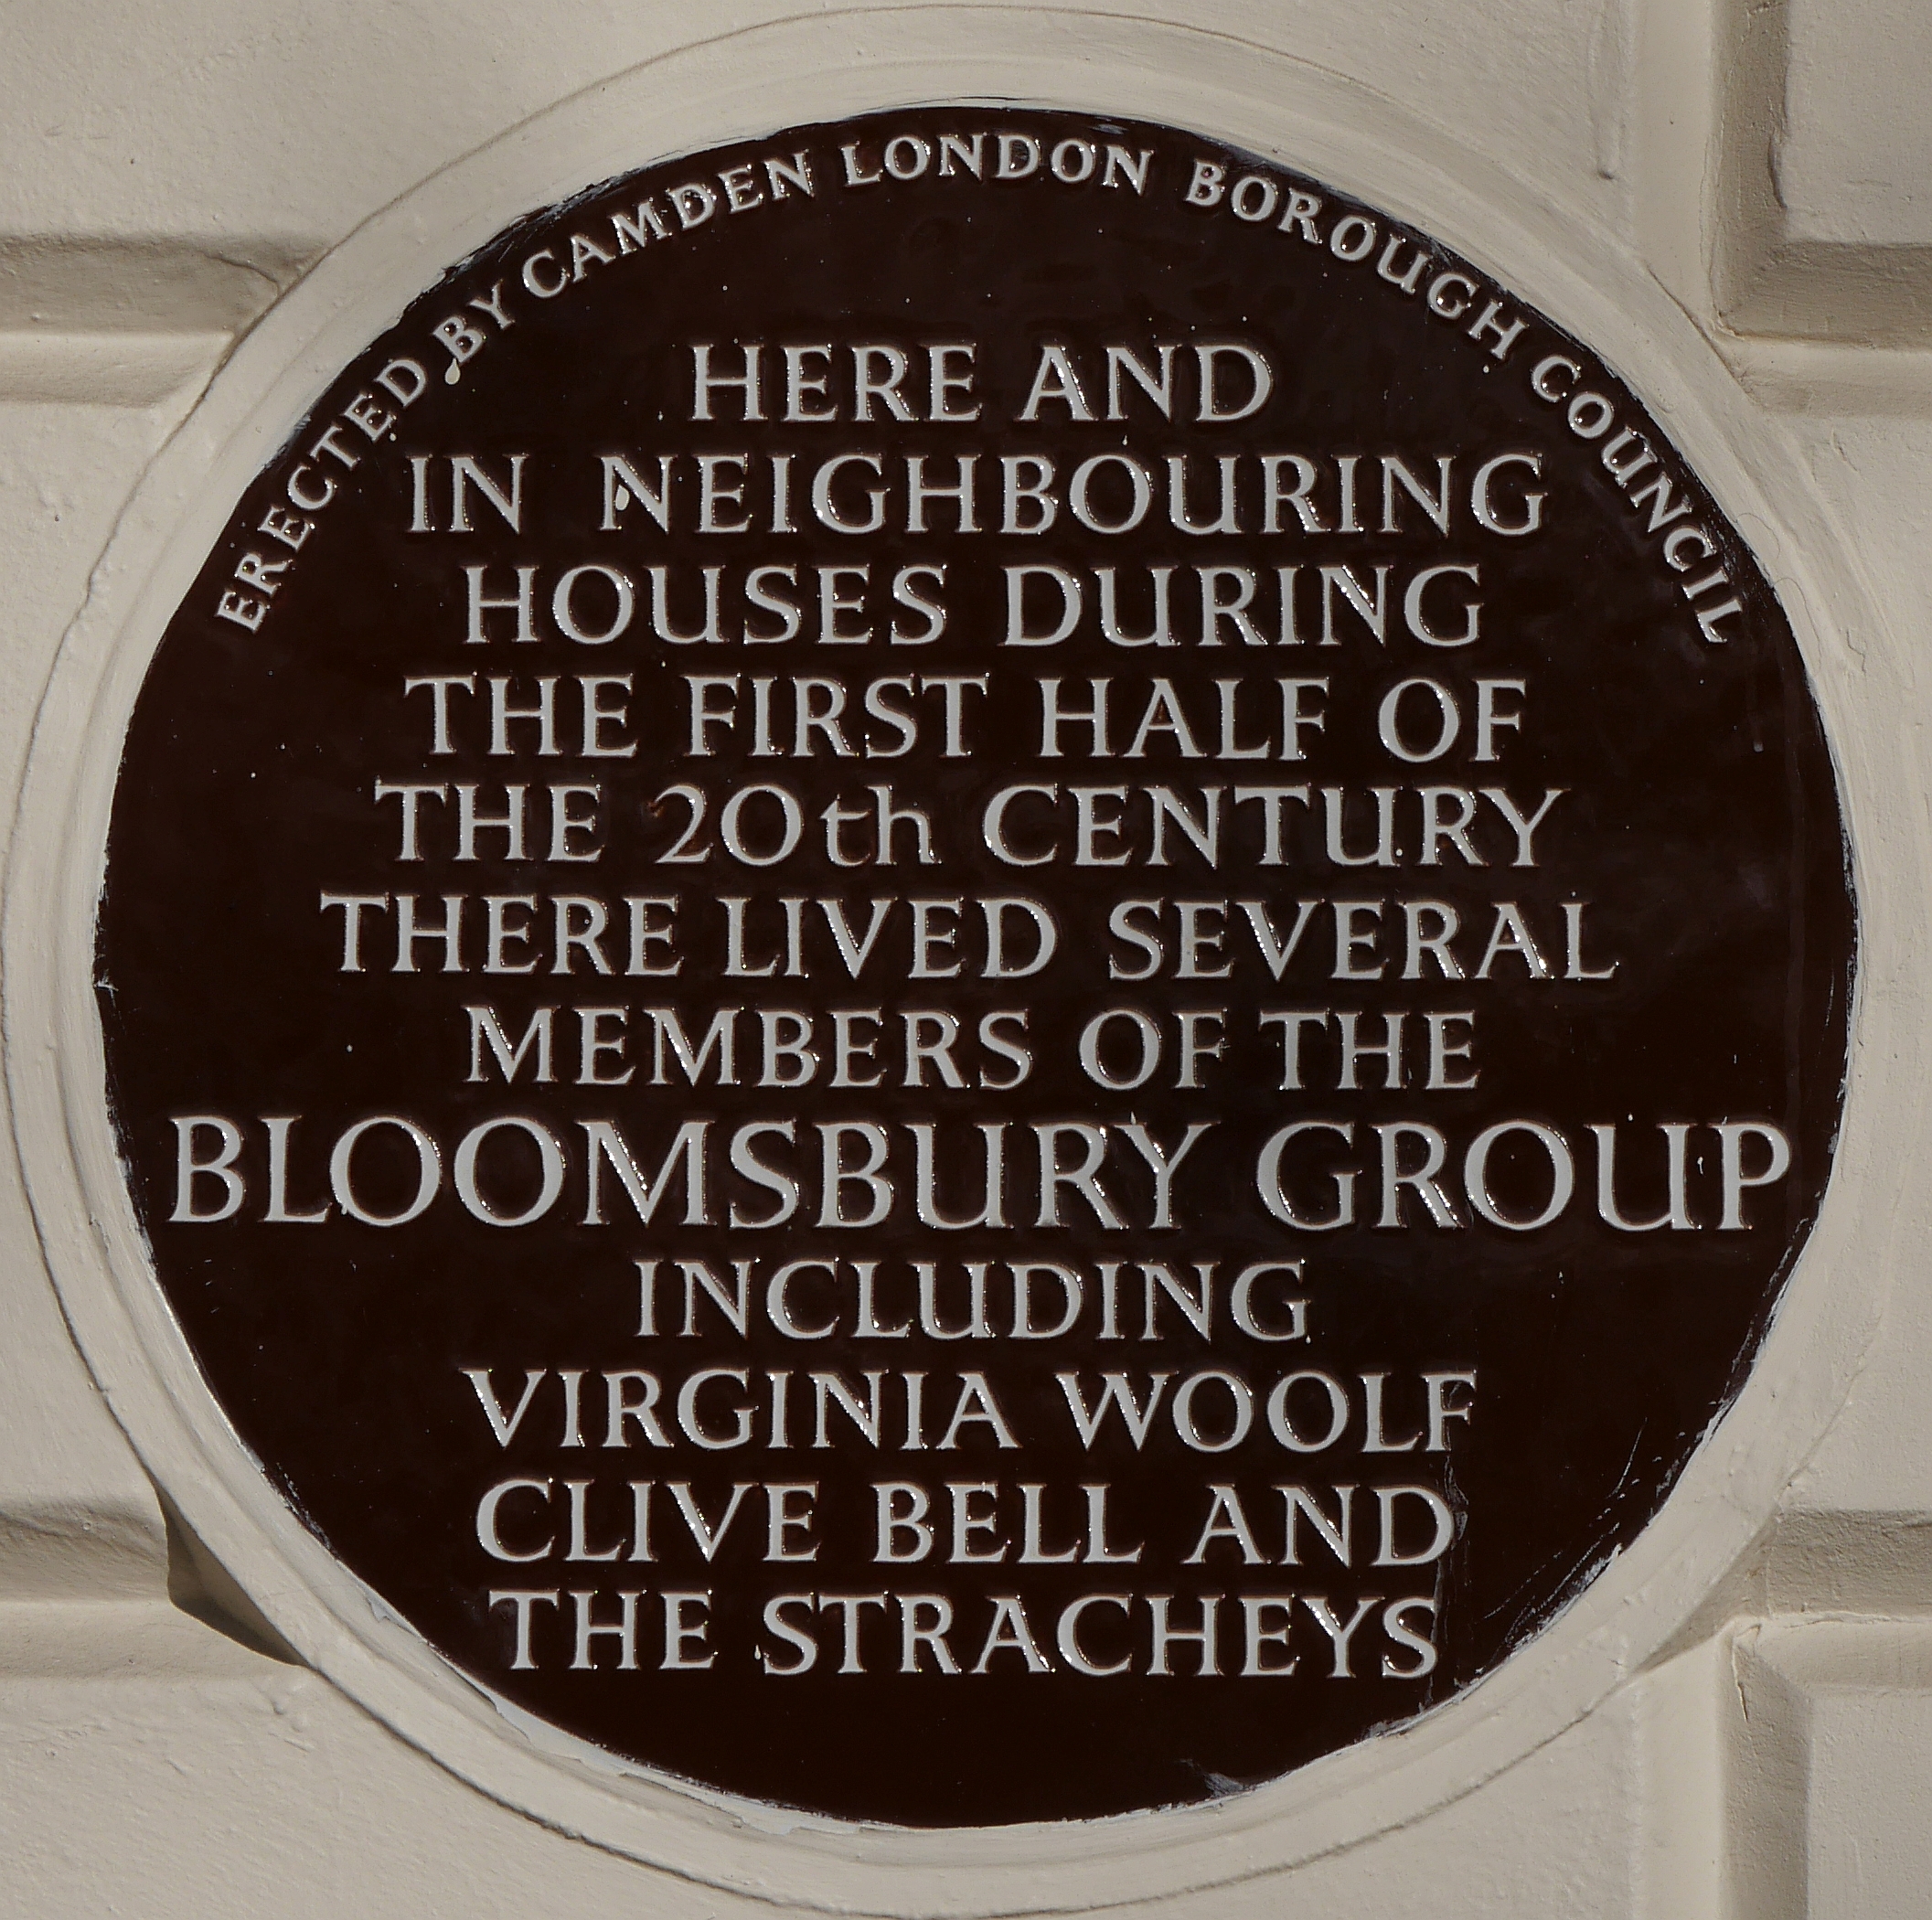 ERECTED BY CAMDEN LONDON BOROUGH COUNCIL
HERE AND
IN NEIGHBOURING
HOUSES DURING
THE FIRST HALF OF
THE 20th CENTURY
THERE LIVED SEVERAL
MEMBERS OF THE
BLOOMSBURY GROUP
INCLUDING
VIRGINIA WOOLF
CLIVE BELL AND
THE STRACHEYS